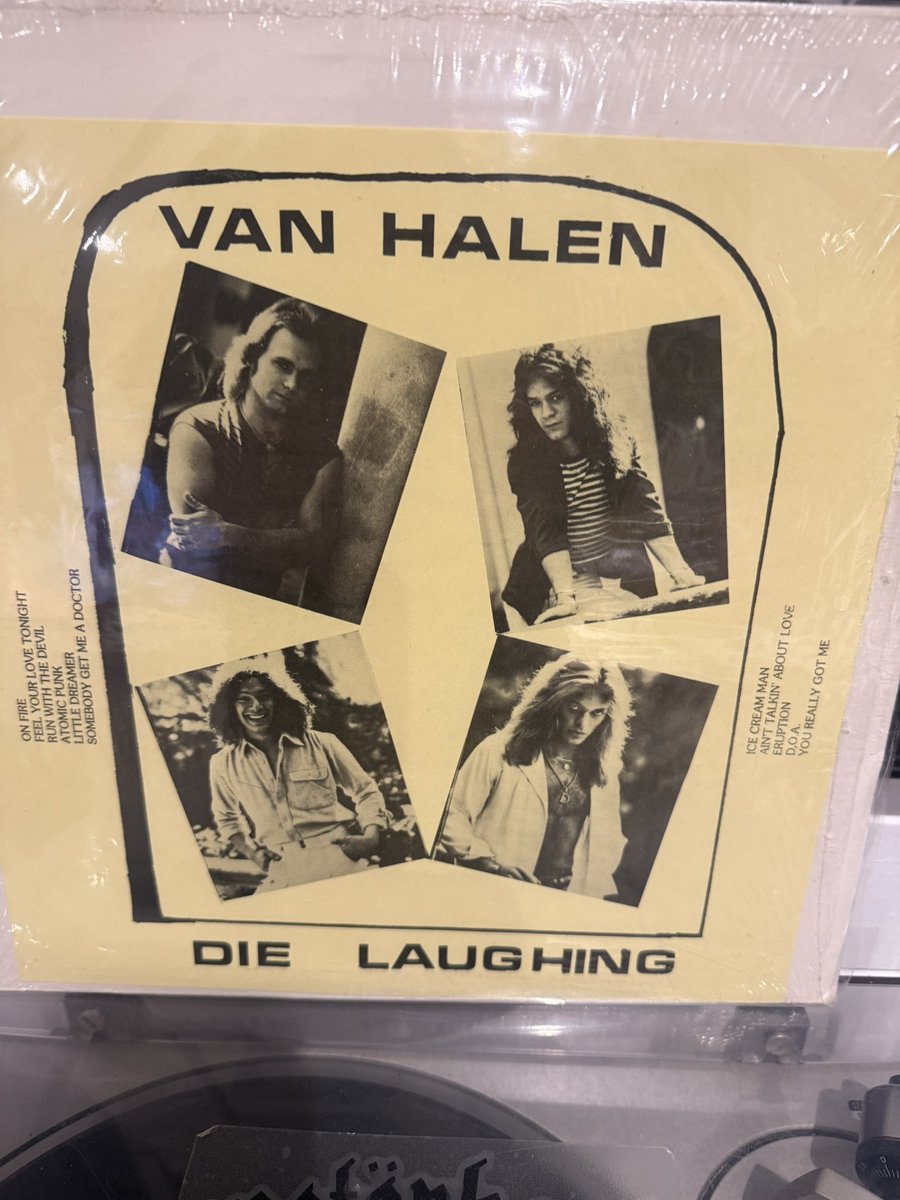 VAN HALEN
ON FIRE
FEEL YOUR LOVE TONIGHT
RUN WITH THE DEVIL
ATOMIC PUNK
LITTLE DREAMER
SOMEBODY GET ME A DOCTOR
ICE CREAM MAN
AIN'T TALKIN' ABOUT LOVE
ERUPTION
D.O.A.
YOU REALLY GOT ME
DIE LAUGHING